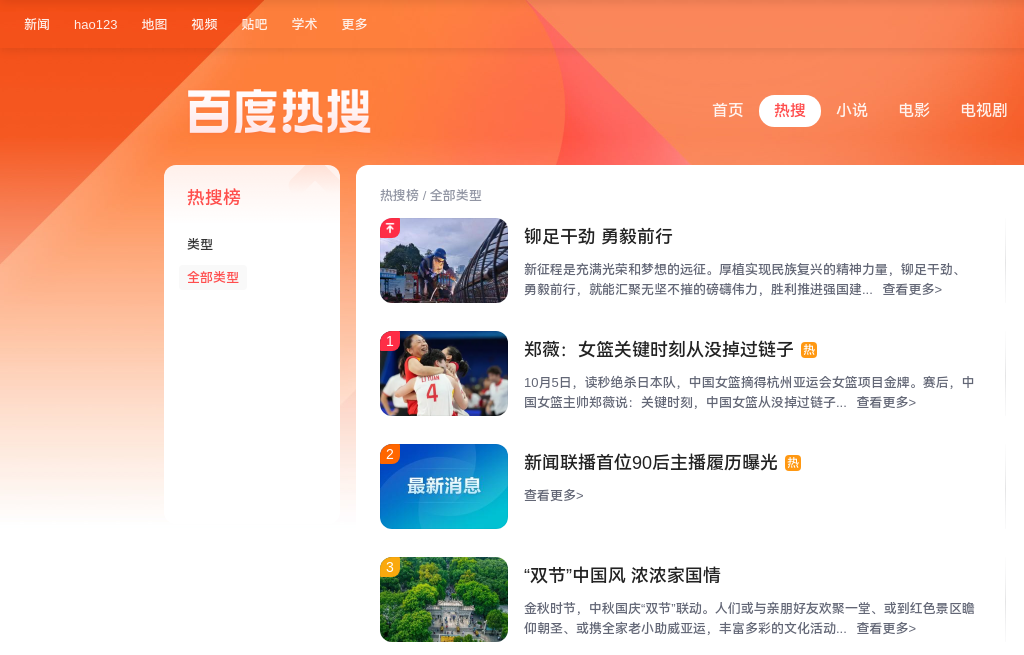 新闻 hao123 地图 视频 贴吧 学术 更多
百度热搜
首页 热搜 小说 电影 电视剧
热搜榜
类型
全部类型
热搜榜 / 全部类型
铆足干劲 勇毅前行
新征程是充满光荣和梦想的远征。厚植实现民族复兴的精神力量，铆足干劲、
勇毅前行，就能汇聚无坚不摧的磅礴伟力，胜利推进强国建... 查看更多>
1
4
郑薇：女篮关键时刻从没掉过链子 热
10月5日，读秒绝杀日本队，中国女篮摘得杭州亚运会女篮项目金牌。赛后，中
国女篮主帅郑薇说：关键时刻，中国女篮从没掉过链子... 查看更多>
2
最新消息
新闻联播首位90后主播履历曝光 热
查看更多>
3
“双节”中国风 浓浓家国情
金秋时节，中秋国庆“双节”联动。人们或与亲朋好友欢聚一堂、或到红色景区瞻
仰朝圣、或携全家老小助威亚运，丰富多彩的文化活动... 查看更多>